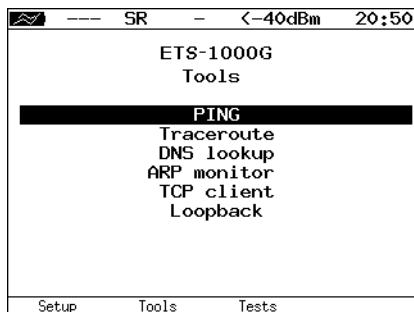 --- SR - <-40dBm 20:50
ETS-1000G
Tools
PING
Traceroute
DNS lookup
ARP monitor
TCP client
Loopback
Setup Tools Tests